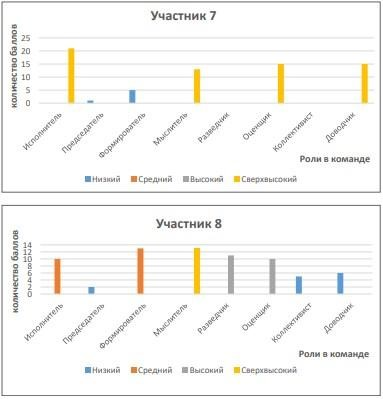 Участник 7
количество баллов
25
20
15
10
5
0
Исполнитель
Председатель
Формирователь
Мыслитель
Разведчик
Оценщик
Коллективист
Доводчик
Роли в команде
Низкий Средний Высокий Сверхвысокий
Участник 8
количество баллов
14
12
10
8
6
4
2
0
Исполнитель
Председатель
Формирователь
Мыслитель
Разведчик
Оценщик
Коллективист
Доводчик
Роли в команде
Низкий Средний Высокий Сверхвысокий